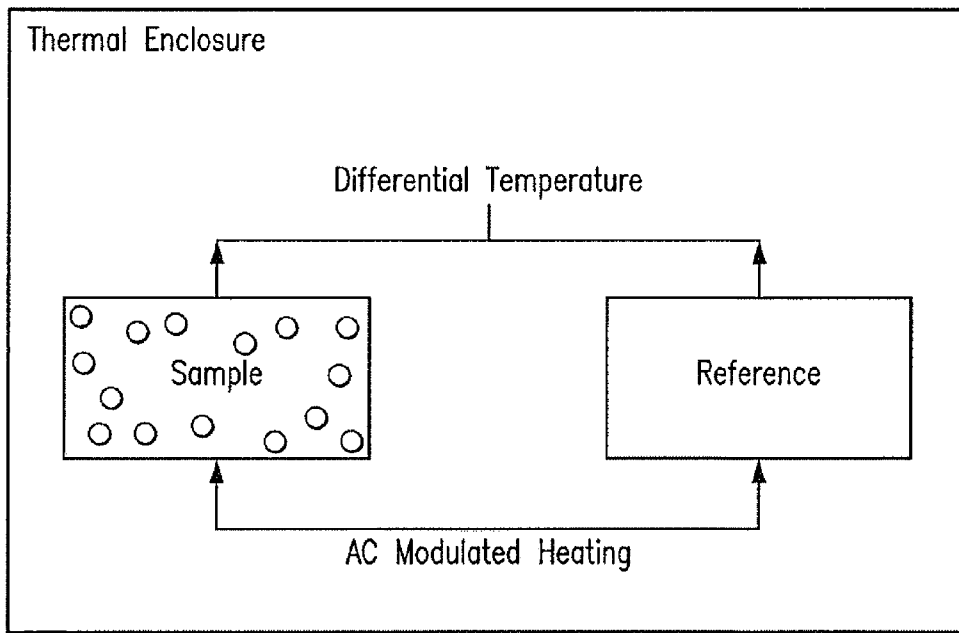 Thermal Enclosure
Differential Temperature
Sample
Reference
AC Modulated Heating